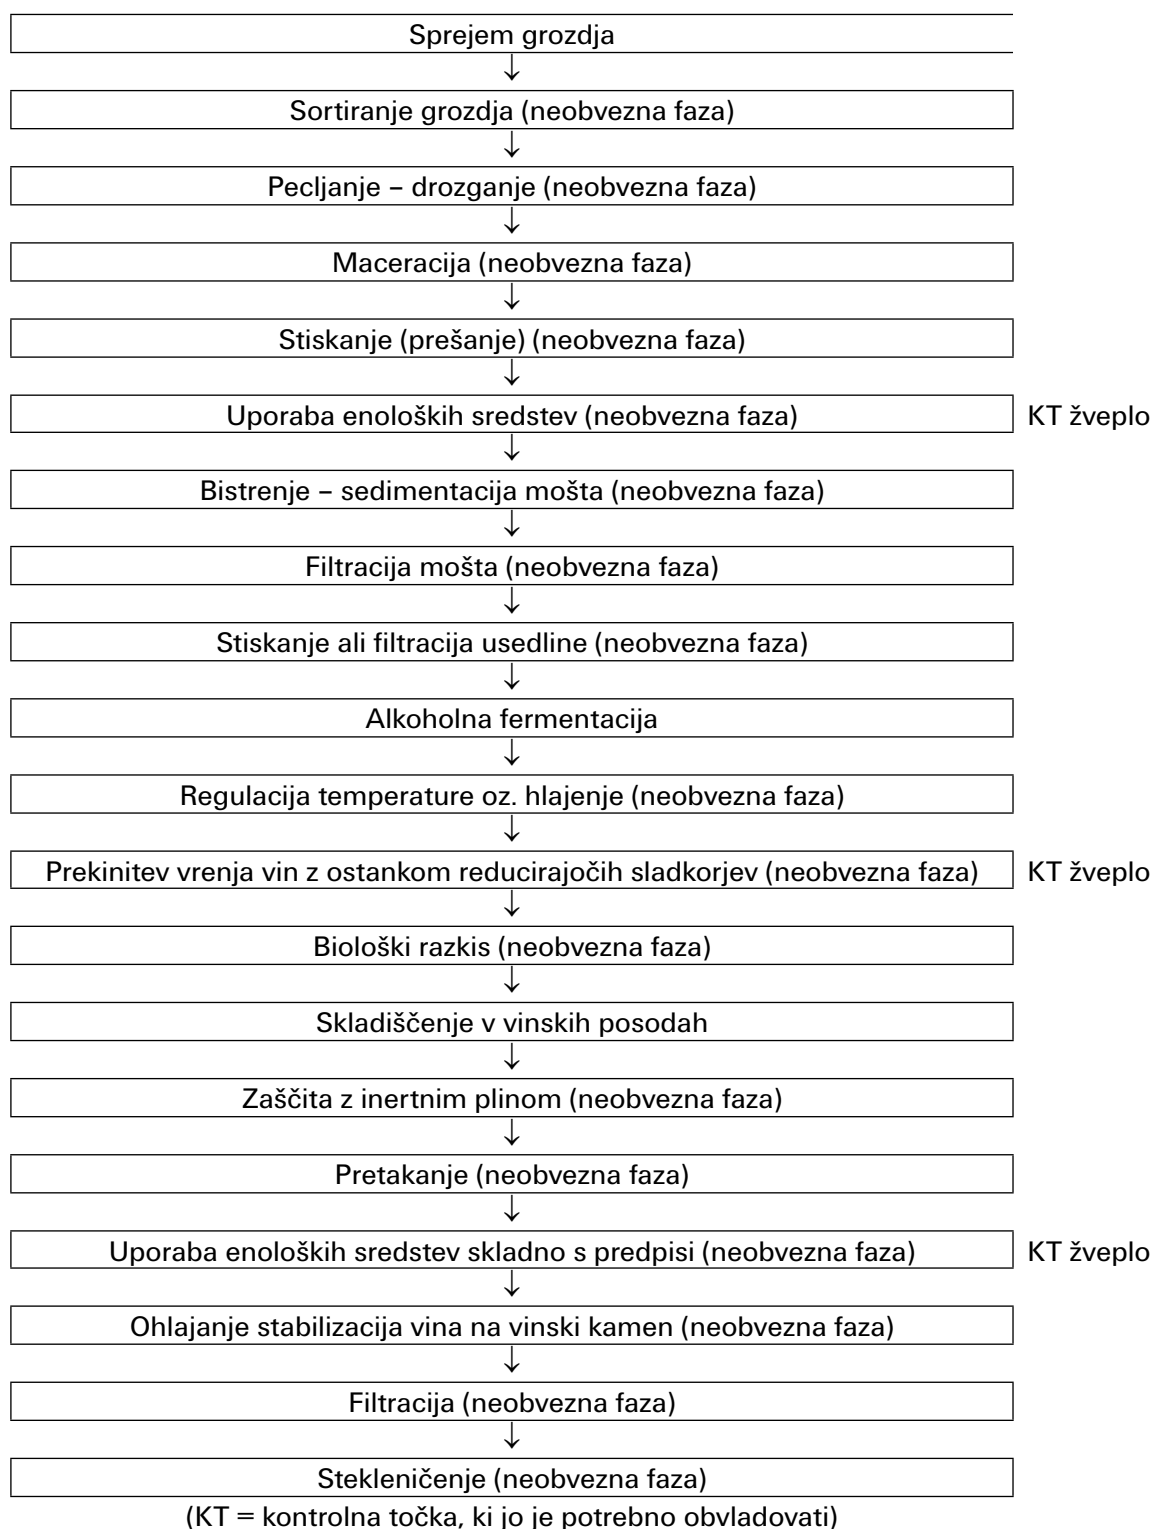 Sprejem grozdja
↓
Sortiranje grozdja (neobvezna faza)
↓
Pecljanje – drozganje (neobvezna faza)
↓
Maceracija (neobvezna faza)
↓
Stiskanje (prešanje) (neobvezna faza)
↓
Uporaba enoloških sredstev (neobvezna faza) KT žveplo
↓
Bistrenje – sedimentacija mošta (neobvezna faza)
↓
Filtracija mošta (neobvezna faza)
↓
Stiskanje ali filtracija usedline (neobvezna faza)
↓
Alkoholna fermentacija
↓
Regulacija temperature oz. hlajenje (neobvezna faza)
↓
Prekinitev vrenja vin z ostankom reducirajočih sladkorjev (neobvezna faza) KT žveplo
↓
Biološki razkis (neobvezna faza)
↓
Skladiščenje v vinskih posodah
↓
Zaščita z inertnim plinom (neobvezna faza)
↓
Pretakanje (neobvezna faza)
↓
Uporaba enoloških sredstev skladno s predpisi (neobvezna faza) KT žveplo
↓
Ohlajanje stabilizacija vina na vinski kamen (neobvezna faza)
↓
Filtracija (neobvezna faza)
↓
Stekleničenje (neobvezna faza)
(KT = kontrolna točka, ki jo je potrebno obvladovati)